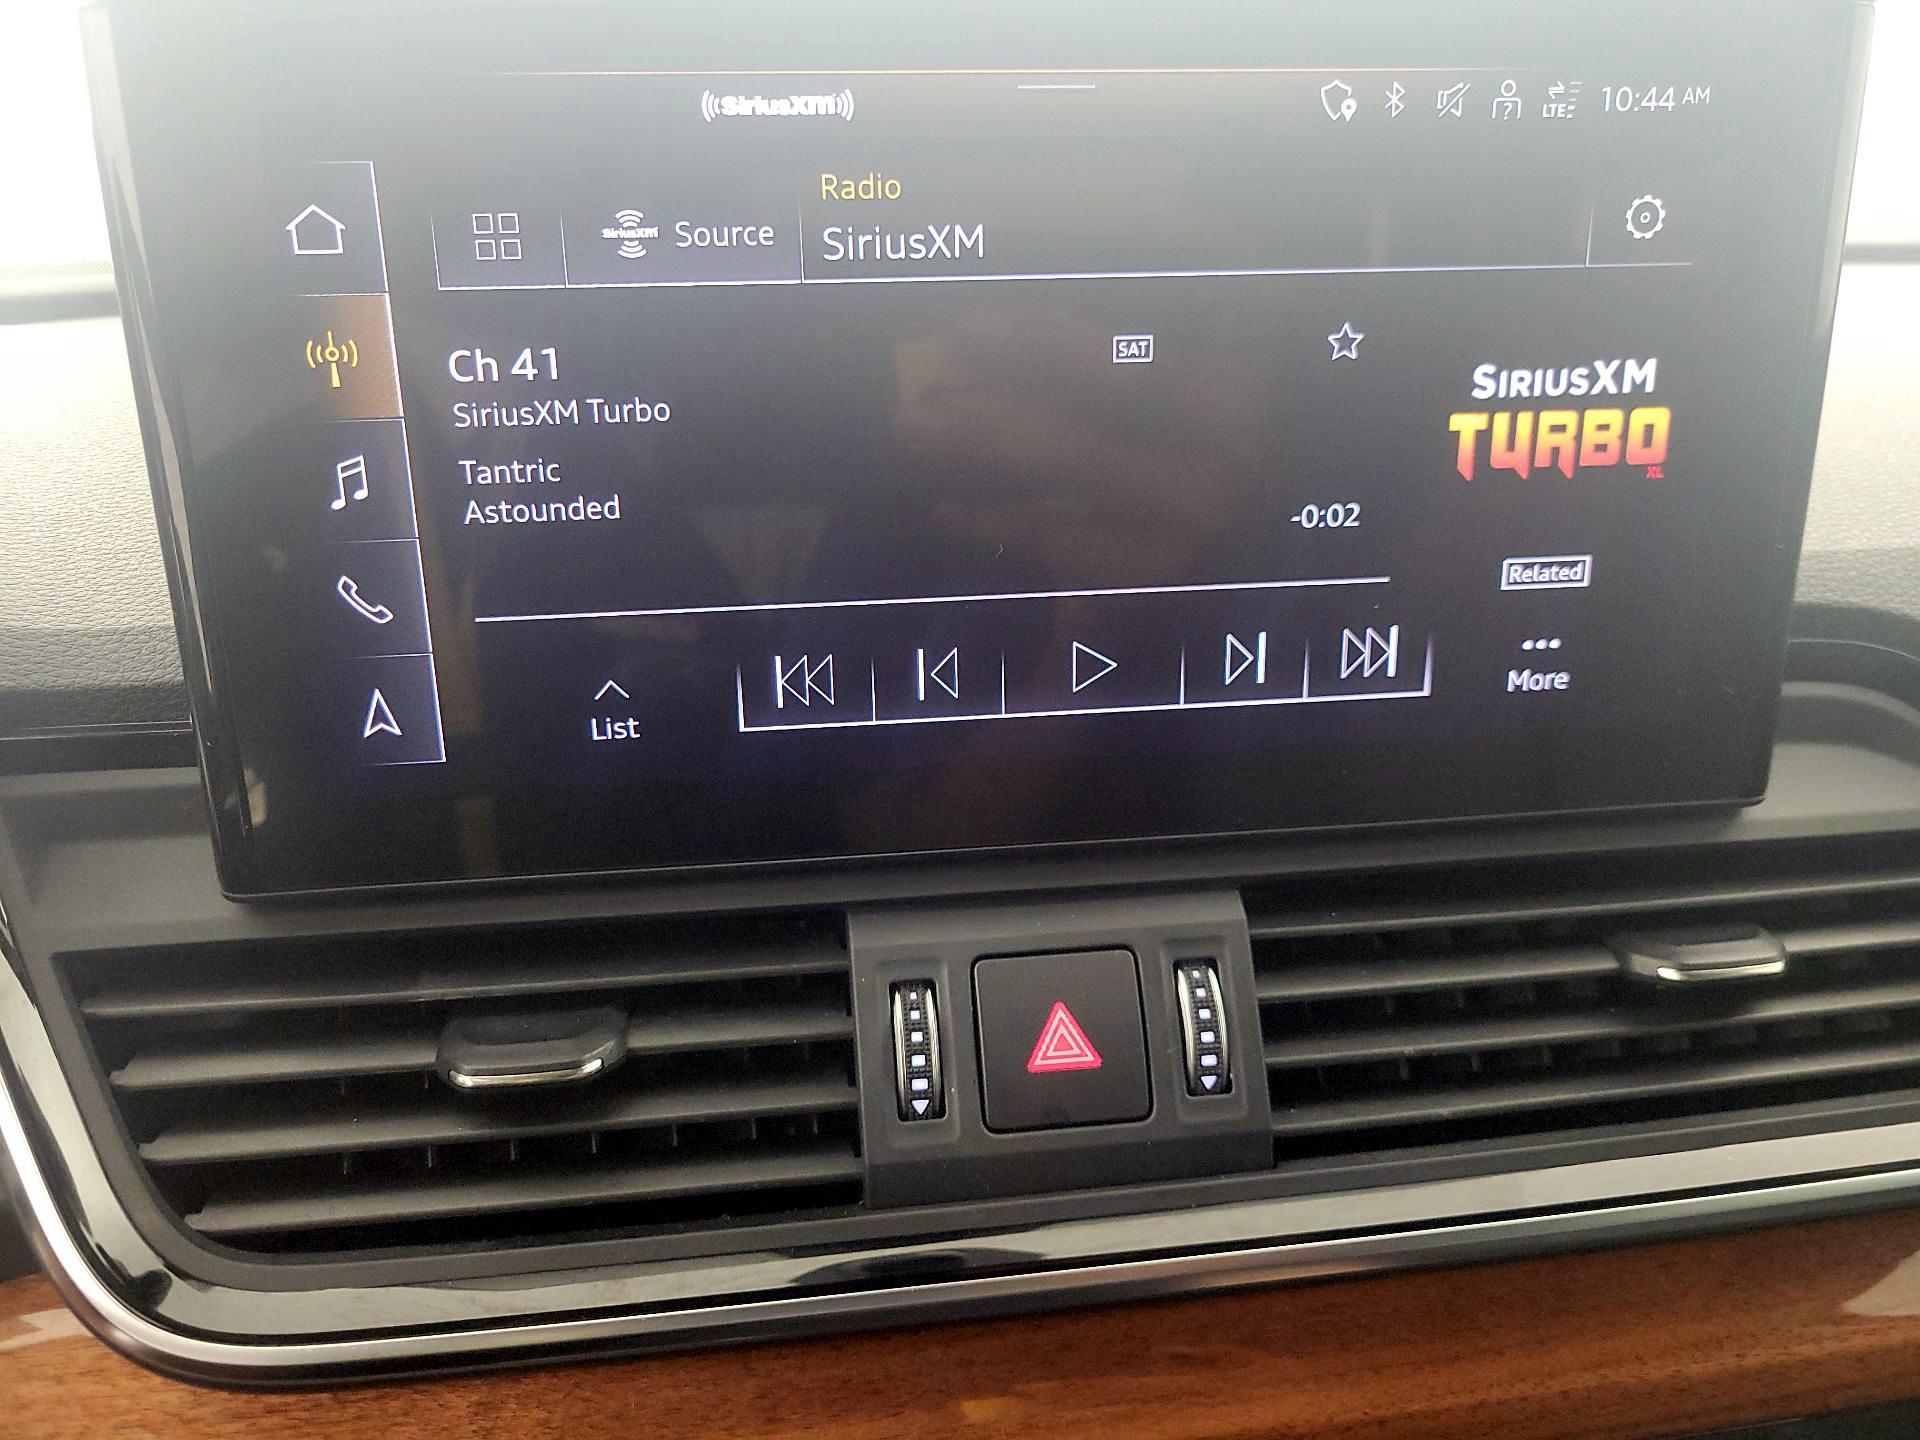 SiriusXM
LTE 10:44 AM
Radio
SiriusXM Source
SiriusXM
Ch 41
SAT
SiriusXM Turbo
SIRIUSXM
TURBO
XL
Tantric
Astounded
-0:02
Related
List
More